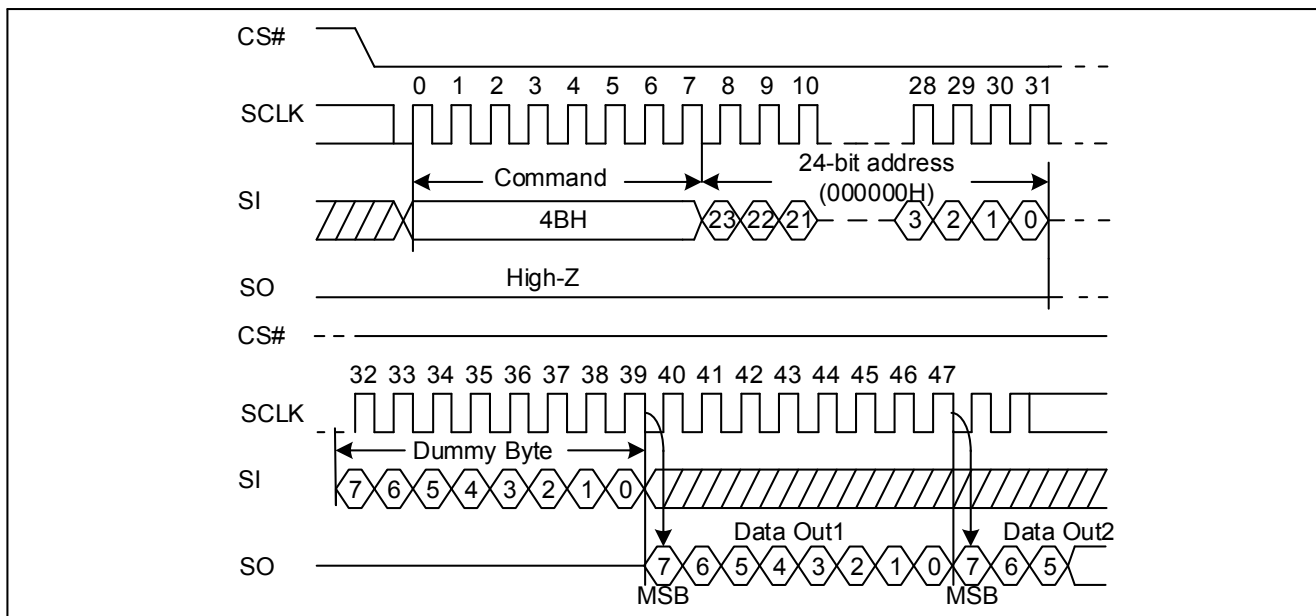 CS#
0 1 2 3 4 5 6 7 8 9 10 28 29 30 31
SCLK
Command
24-bit address
(000000H)
SI
4BH
23 22 21 3 2 1 0
SO
High-Z
CS#
32 33 34 35 36 37 38 39 40 41 42 43 44 45 46 47
SCLK
Dummy Byte
SI
7 6 5 4 3 2 1 0
Data Out1
Data Out2
SO
7 6 5 4 3 2 1 0 7 6 5
MSB
MSB